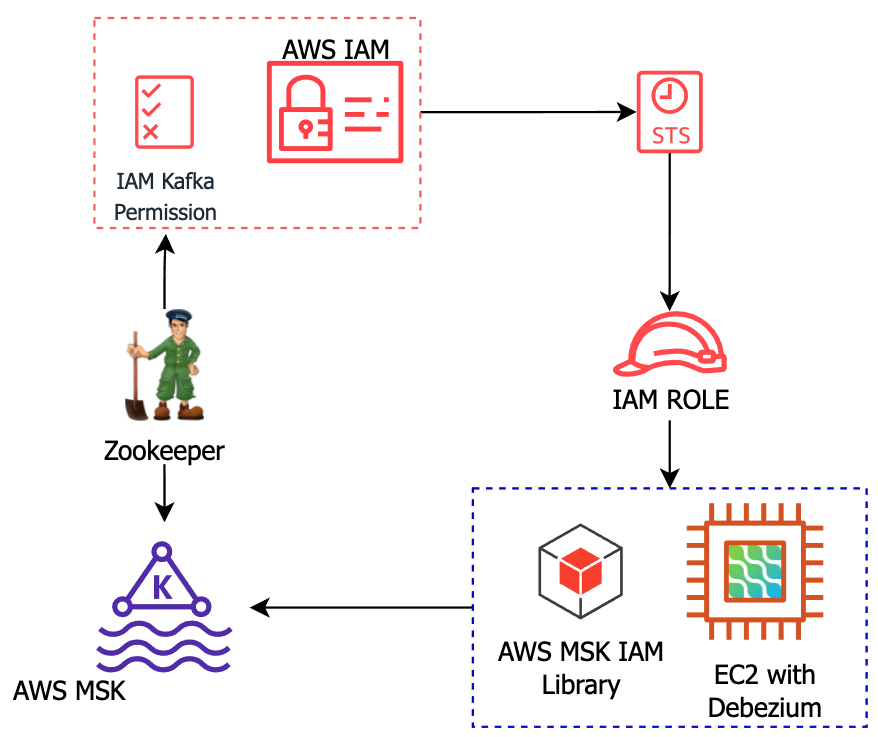 AWS IAM
IAM Kafka
Permission
STS
IAM ROLE
Zookeeper
K
AWS MSK
AWS MSK IAM
Library
EC2 with
Debezium